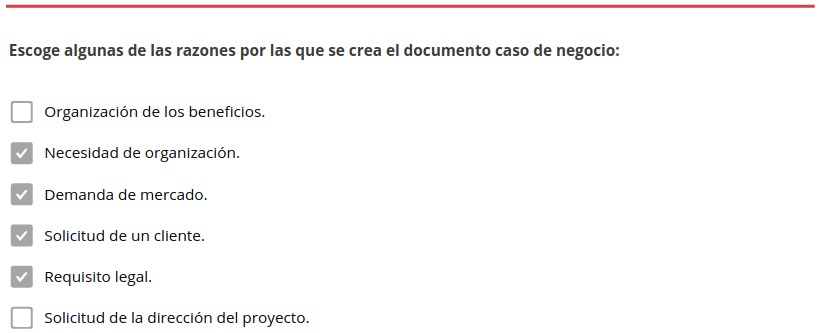 Escoge algunas de las razones por las que se crea el documento caso de negocio:
Organización de los beneficios.
Necesidad de organización.
Demanda de mercado.
Solicitud de un cliente.
Requisito legal.
Solicitud de la dirección del proyecto.